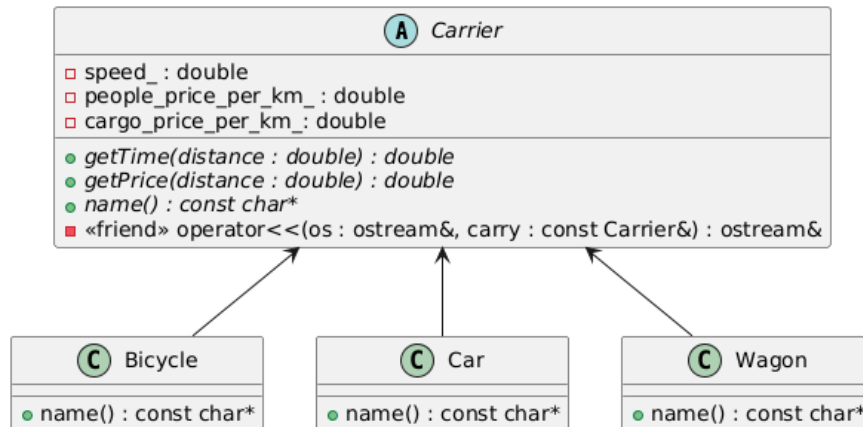 A Carrier
speed_ : double
people_price_per_km_ : double
cargo_price_per_km_: double
getTime(distance : double) : double
getPrice(distance : double) : double
name() : const char*
«friend» operator<<(os : ostream&, carry : const Carrier&) : ostream&
C Bicycle C Car C Wagon
name() : const char* name() : const char* name() : const char*